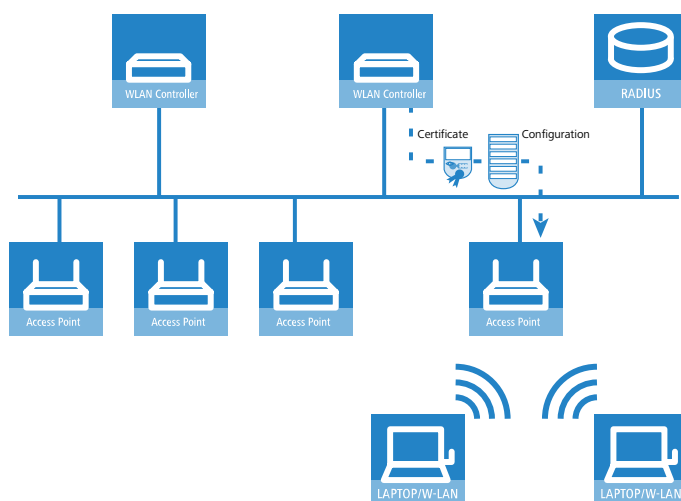 WLAN Controller
WLAN Controller
RADIUS
Certificate
Configuration
Access Point
Access Point
Access Point
Access Point
LAPTOP/W-LAN
LAPTOP/W-LAN